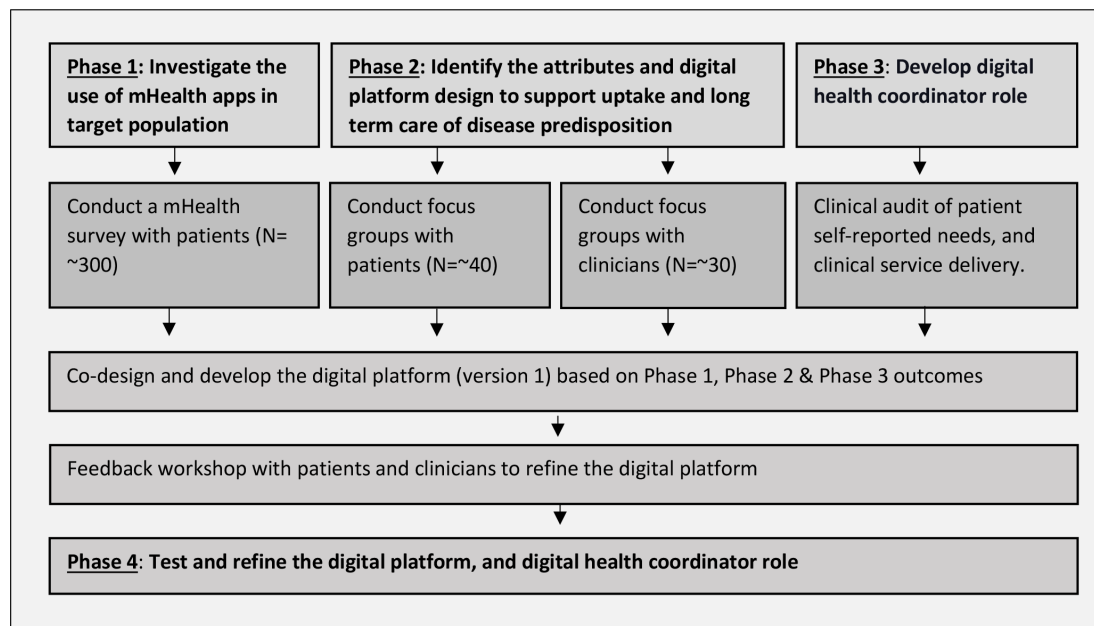 Phase 1: Investigate the
use of mHealth apps in
target population
Phase 2: Identify the attributes and digital
platform design to support uptake and long
term care of disease predisposition
Phase 3: Develop digital
health coordinator role
Conduct a mHealth
survey with patients (N=
~300)
Conduct focus
groups with
patients (N=~40)
Conduct focus
groups with
clinicians (N=~30)
Clinical audit of patient
self-reported needs, and
clinical service delivery.
Co-design and develop the digital platform (version 1) based on Phase 1, Phase 2 & Phase 3 outcomes
Feedback workshop with patients and clinicians to refine the digital platform
Phase 4: Test and refine the digital platform, and digital health coordinator role